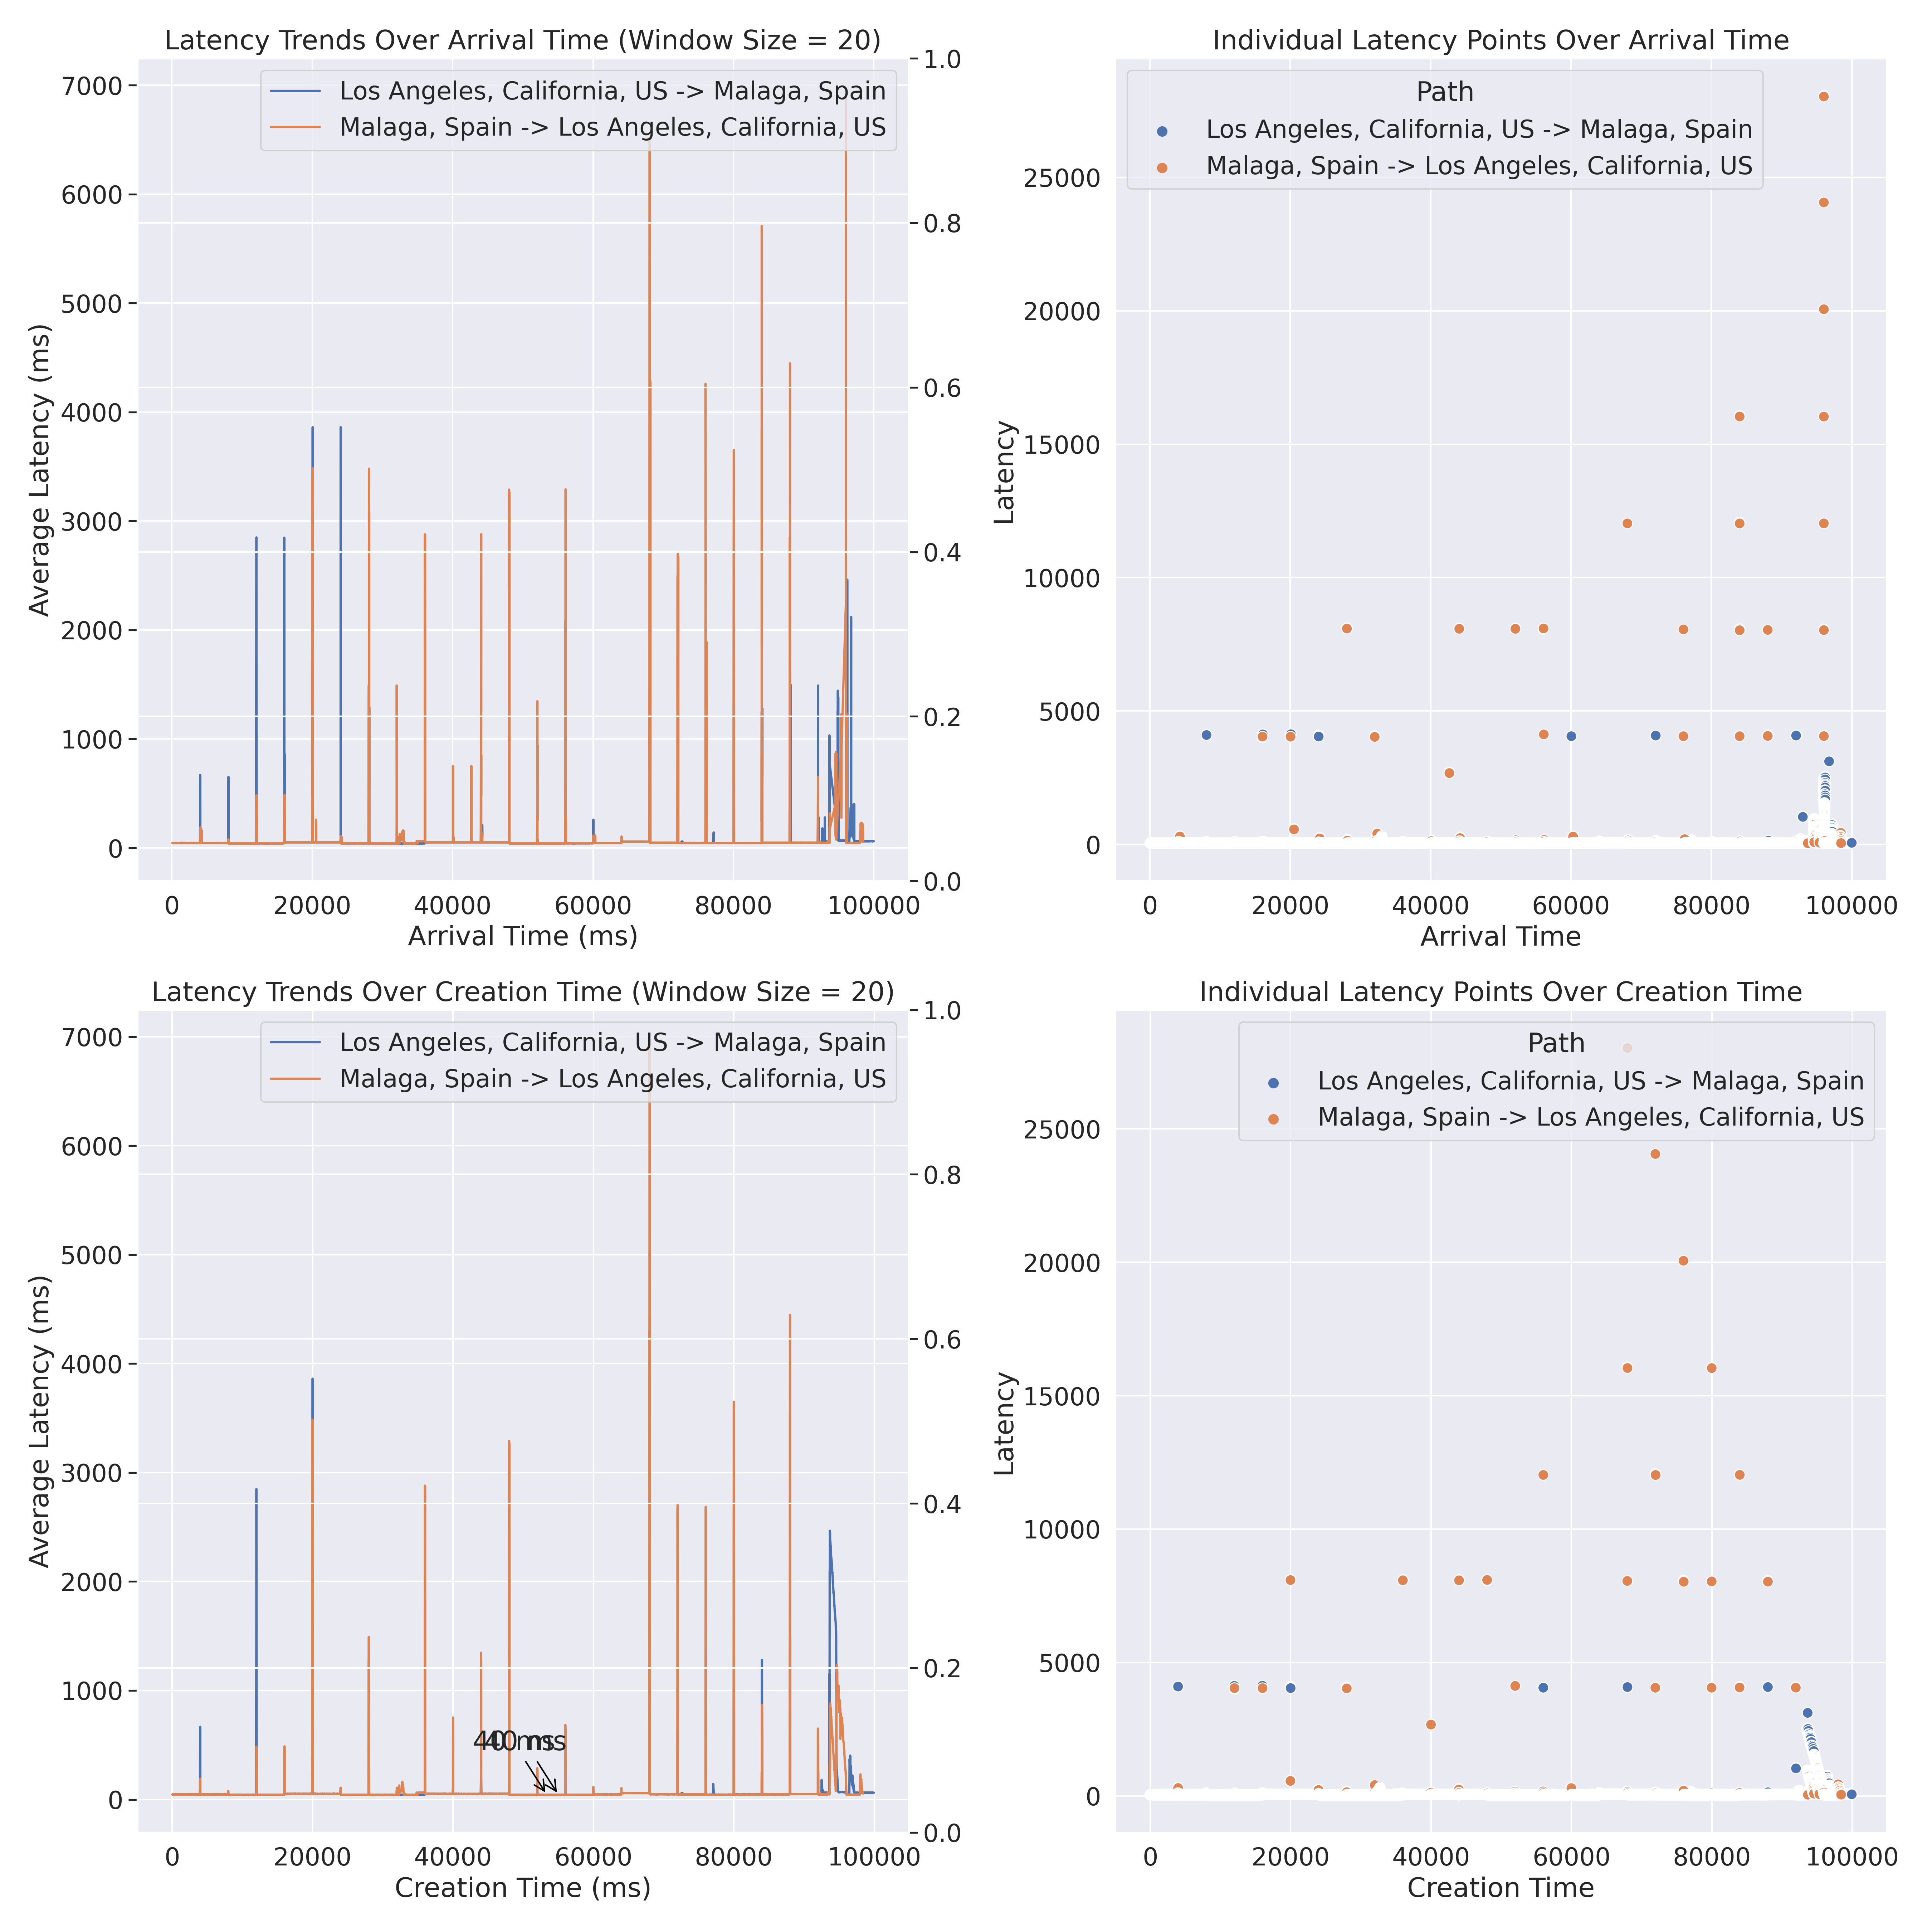 Latency Trends Over Arrival Time (Window Size = 20)
Los Angeles, California, US -> Malaga, Spain
Malaga, Spain -> Los Angeles, California, US
7000
6000
5000
4000
3000
2000
1000
0
1.0
0.8
0.6
0.4
0.2
0.0
Average Latency (ms)
0 20000 40000 60000 80000 100000
Arrival Time (ms)
Individual Latency Points Over Arrival Time
Path
Los Angeles, California, US -> Malaga, Spain
Malaga, Spain -> Los Angeles, California, US
25000
20000
15000
10000
5000
0
Latency
0 20000 40000 60000 80000 100000
Arrival Time
Latency Trends Over Creation Time (Window Size = 20)
Los Angeles, California, US -> Malaga, Spain
Malaga, Spain -> Los Angeles, California, US
7000
6000
5000
4000
3000
2000
1000
0
1.0
0.8
0.6
0.4
0.2
0.0
Average Latency (ms)
40 ms
0 20000 40000 60000 80000 100000
Creation Time (ms)
Individual Latency Points Over Creation Time
Path
Los Angeles, California, US -> Malaga, Spain
Malaga, Spain -> Los Angeles, California, US
25000
20000
15000
10000
5000
0
Latency
0 20000 40000 60000 80000 100000
Creation Time